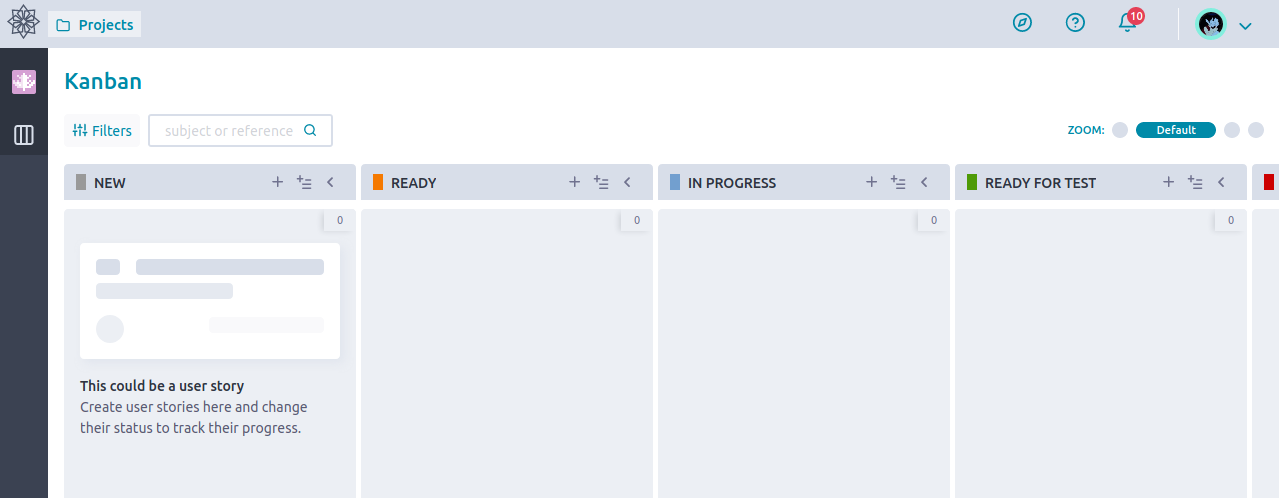 Projects
10
Kanban
Filters
subject or reference
ZOOM:
Default
NEW
READY
IN PROGRESS
READY FOR TEST
0
0
0
0
This could be a user story
Create user stories here and change
their status to track their progress.